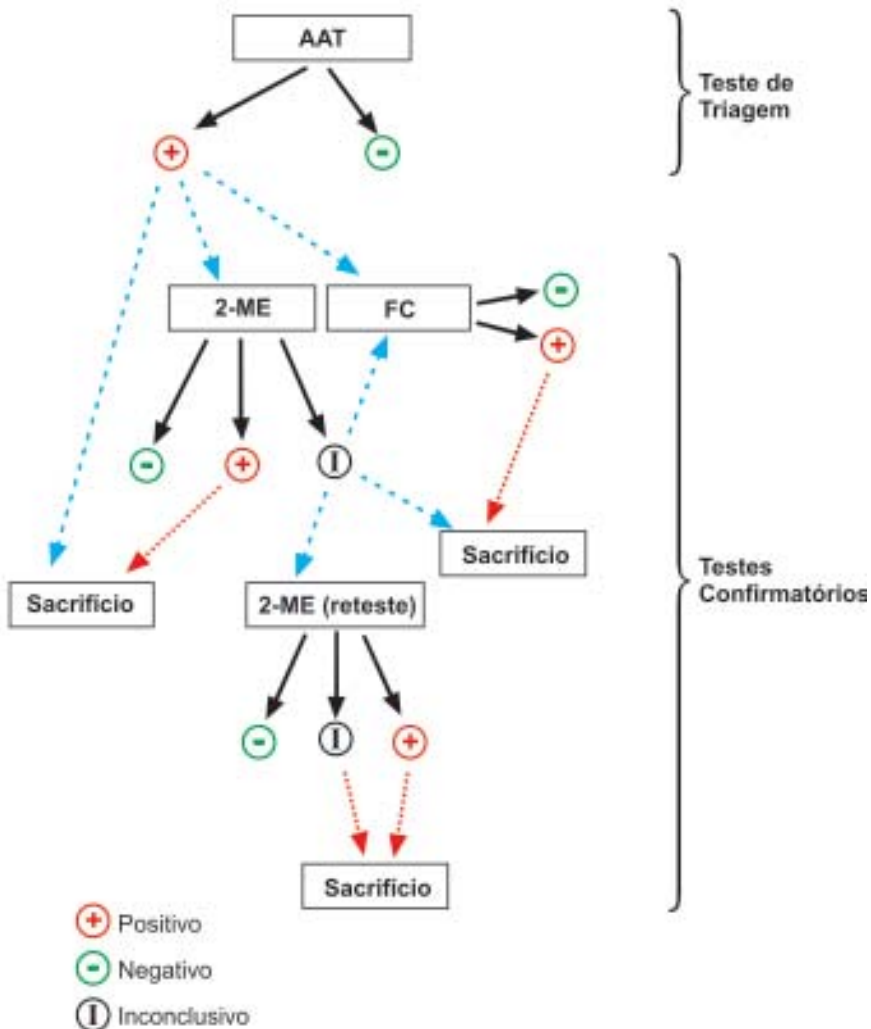 AAT
Teste de
Triagem
+
-
2-ME
FC
-
+
-
+
I
Sacrifício
Sacrifício
2-ME (reteste)
Testes
Confirmatórios
-
I
+
Sacrifício
+ Positivo
- Negativo
I Inconclusivo